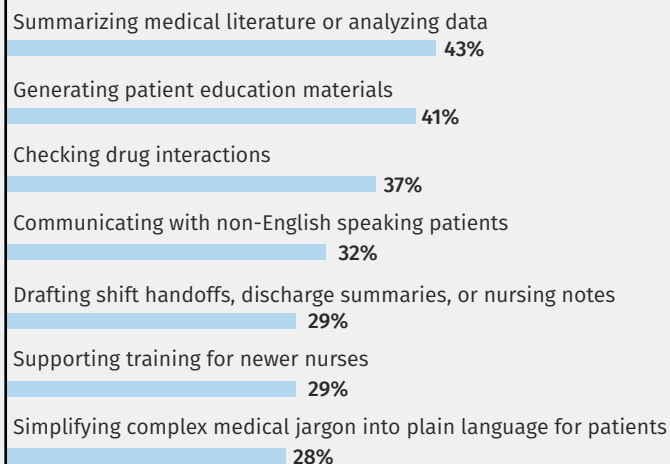 Summarizing medical literature or analyzing data
43%
Generating patient education materials
41%
Checking drug interactions
37%
Communicating with non-English speaking patients
32%
Drafting shift handoffs, discharge summaries, or nursing notes
29%
Supporting training for newer nurses
29%
Simplifying complex medical jargon into plain language for patients
28%